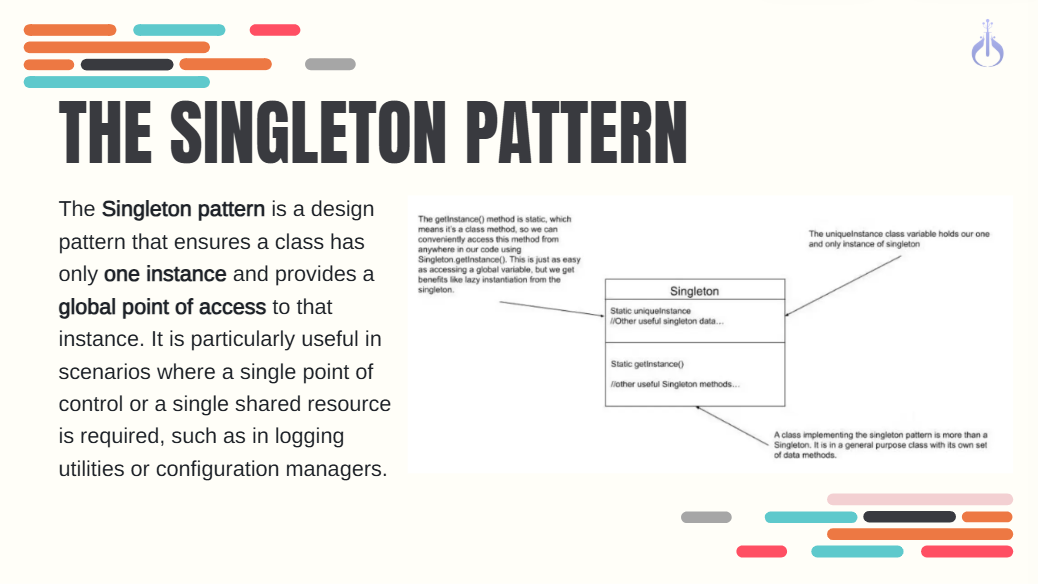 THE SINGLETON PATTERN
The Singleton pattern is a design
pattern that ensures a class has
only one instance and provides a
global point of access to that
instance. It is particularly useful in
scenarios where a single point of
control or a single shared resource
is required, such as in logging
utilities or configuration managers.
The getInstance() method is static, which
means it's a class method, so we can
conveniently access this method from
anywhere in our code using
Singleton.getInstance(). This is just as easy
as accessing a global variable, but we get
benefits like lazy instantiation from the
singleton.
The uniqueInstance class variable holds our one
and only instance of singleton
Singleton
Static uniqueInstance
//Other useful singleton data...
Static getInstance()
//other useful Singleton methods...
A class implementing the singleton pattern is more than a
Singleton. It is in a general purpose class with its own set
of data methods.